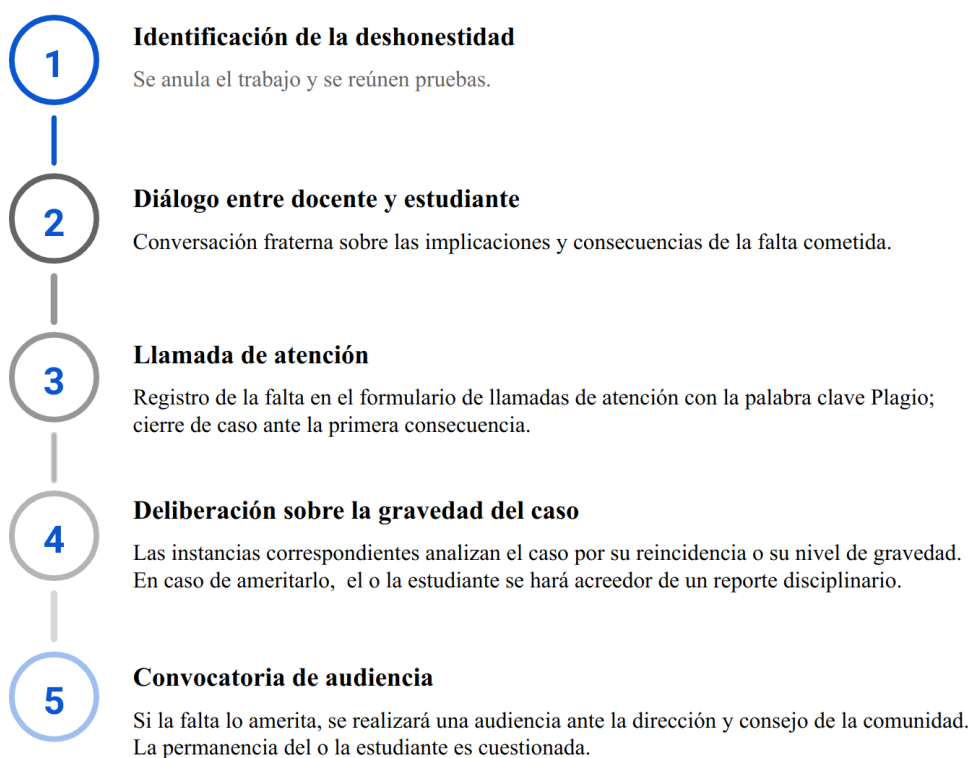 1
Identificación de la deshonestidad
Se anula el trabajo y se reúnen pruebas.
2
Diálogo entre docente y estudiante
Conversación fraterna sobre las implicaciones y consecuencias de la falta cometida.
3
Llamada de atención
Registro de la falta en el formulario de llamadas de atención con la palabra clave Plagio;
cierre de caso ante la primera consecuencia.
4
Deliberación sobre la gravedad del caso
Las instancias correspondientes analizan el caso por su reincidencia o su nivel de gravedad.
En caso de ameritarlo,  el o la estudiante se hará acreedor de un reporte disciplinario.
5
Convocatoria de audiencia
Si la falta lo amerita, se realizará una audiencia ante la dirección y consejo de la comunidad.
La permanencia del o la estudiante es cuestionada.